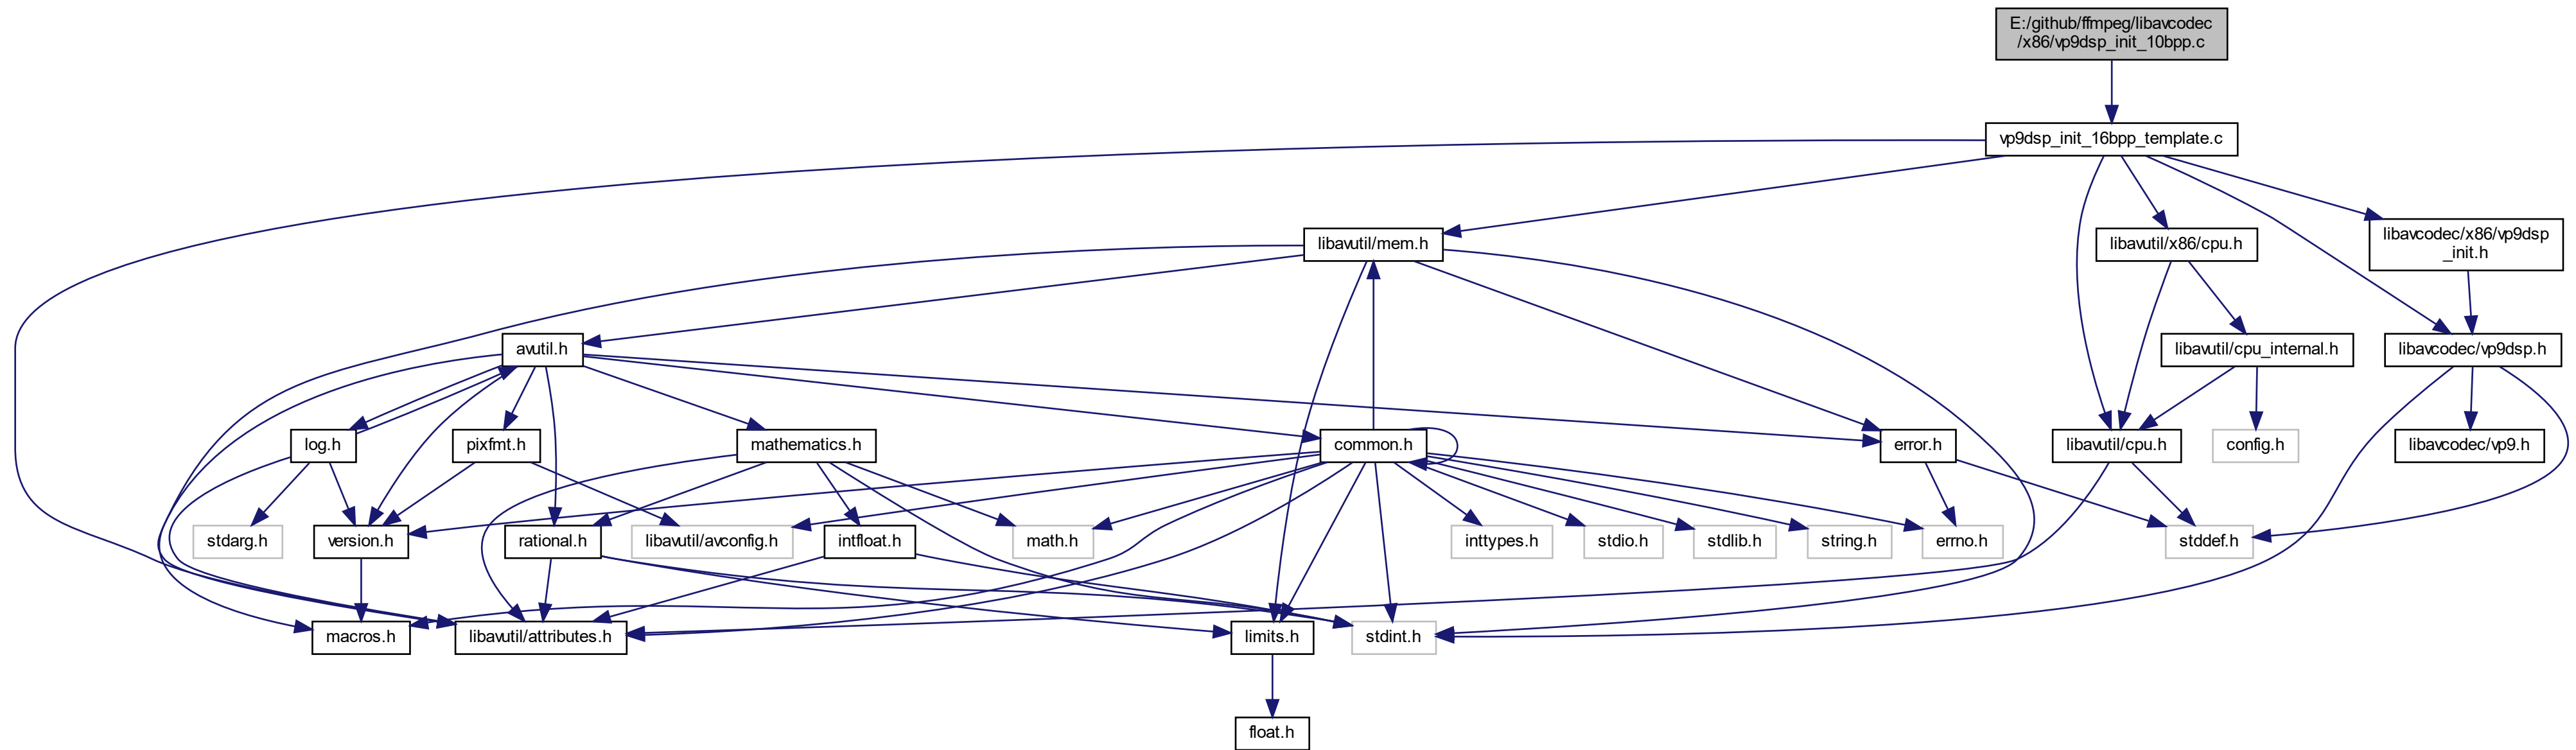 E:/github/ffmpeg/libavcodec
/x86/vp9dsp_init_10bpp.c
vp9dsp_init_16bpp_template.c
libavutil/mem.h
libavutil/x86/cpu.h
libavcodec/x86/vp9dsp
_init.h
avutil.h
libavutil/cpu_internal.h
libavcodec/vp9dsp.h
log.h
pixfmt.h
mathematics.h
common.h
error.h
libavutil/cpu.h
config.h
libavcodec/vp9.h
stdarg.h
version.h
rational.h
libavutil/avconfig.h
intfloat.h
math.h
inttypes.h
stdio.h
stdlib.h
string.h
errno.h
stddef.h
macros.h
libavutil/attributes.h
limits.h
stdint.h
float.h